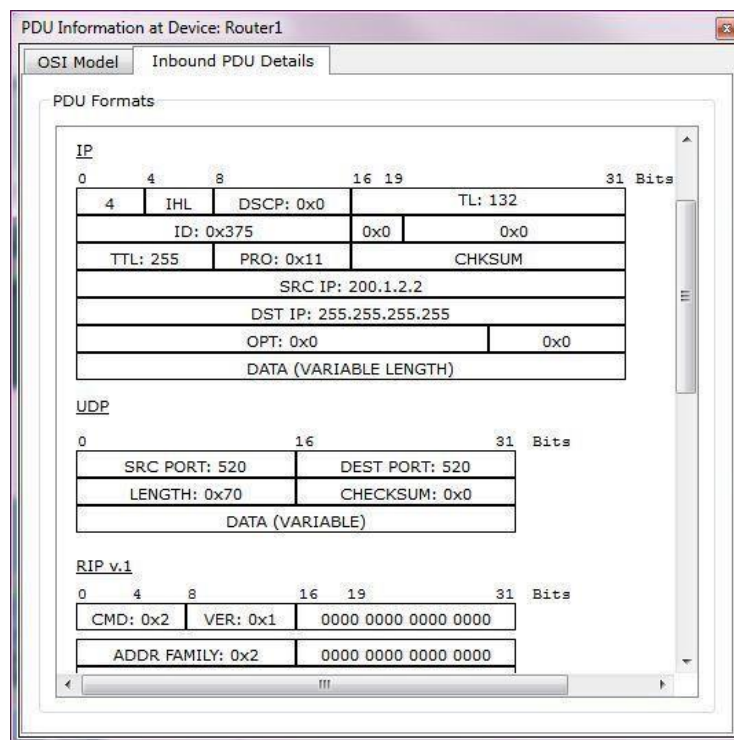 PDU Information at Device: Router1
OSI Model Inbound PDU Details
PDU Formats
IP
0 4 8 16 19 31 Bits
4 IHL DSCP: 0x0 TL: 132
ID: 0x375 0x0 0x0
TTL: 255 PRO: 0x11 CHKSUM
SRC IP: 200.1.2.2
DST IP: 255.255.255.255
OPT: 0x0 0x0
DATA (VARIABLE LENGTH)
UDP
0 16 31 Bits
SRC PORT: 520 DEST PORT: 520
LENGTH: 0x70 CHECKSUM: 0x0
DATA (VARIABLE)
RIP v.1
0 4 8 16 19 31 Bits
CMD: 0x2 VER: 0x1 0000 0000 0000 0000
ADDR FAMILY: 0x2 0000 0000 0000 0000